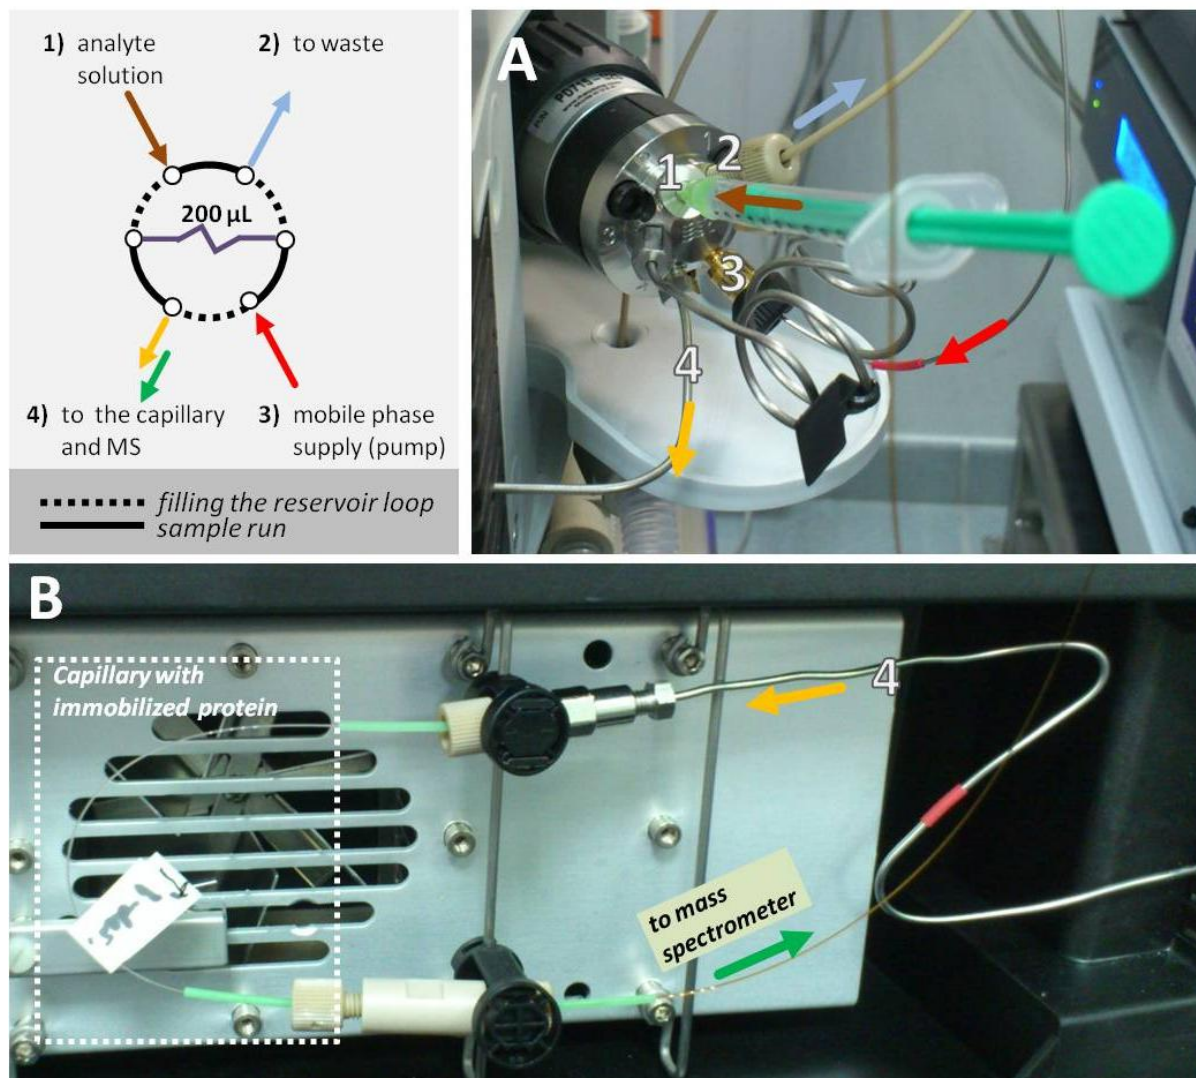 1) analyte
solution
2) to waste
200 µL
4) to the capillary
and MS
3) mobile phase
supply (pump)
filling the reservoir loop
sample run
A
1
2
3
4
B
Capillary with
immobilized protein
4
to mass
spectrometer